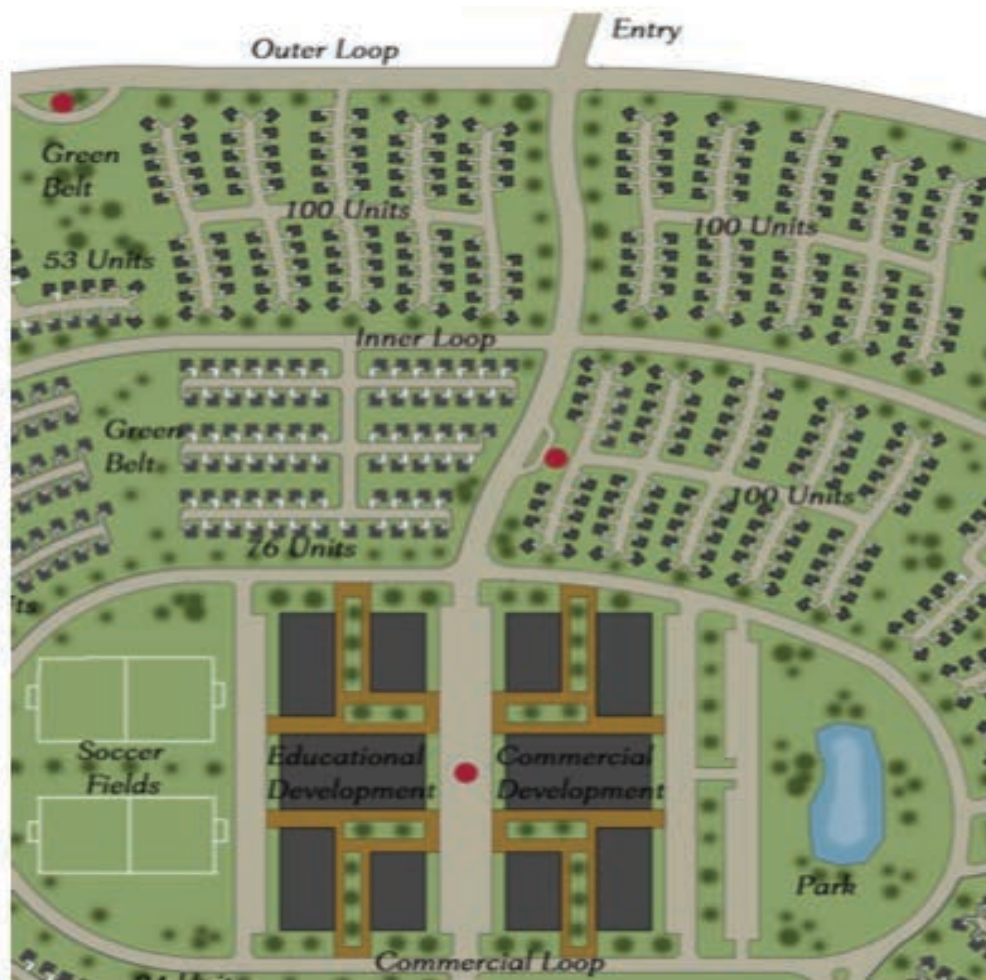 Entry
Outer Loop
Green
Belt
100 Units
100 Units
53 Units
Inner Loop
Green
Belt
100 Units
76 Units
Educational
Development
Commercial
Development
Soccer
Fields
Park
Commercial Loop